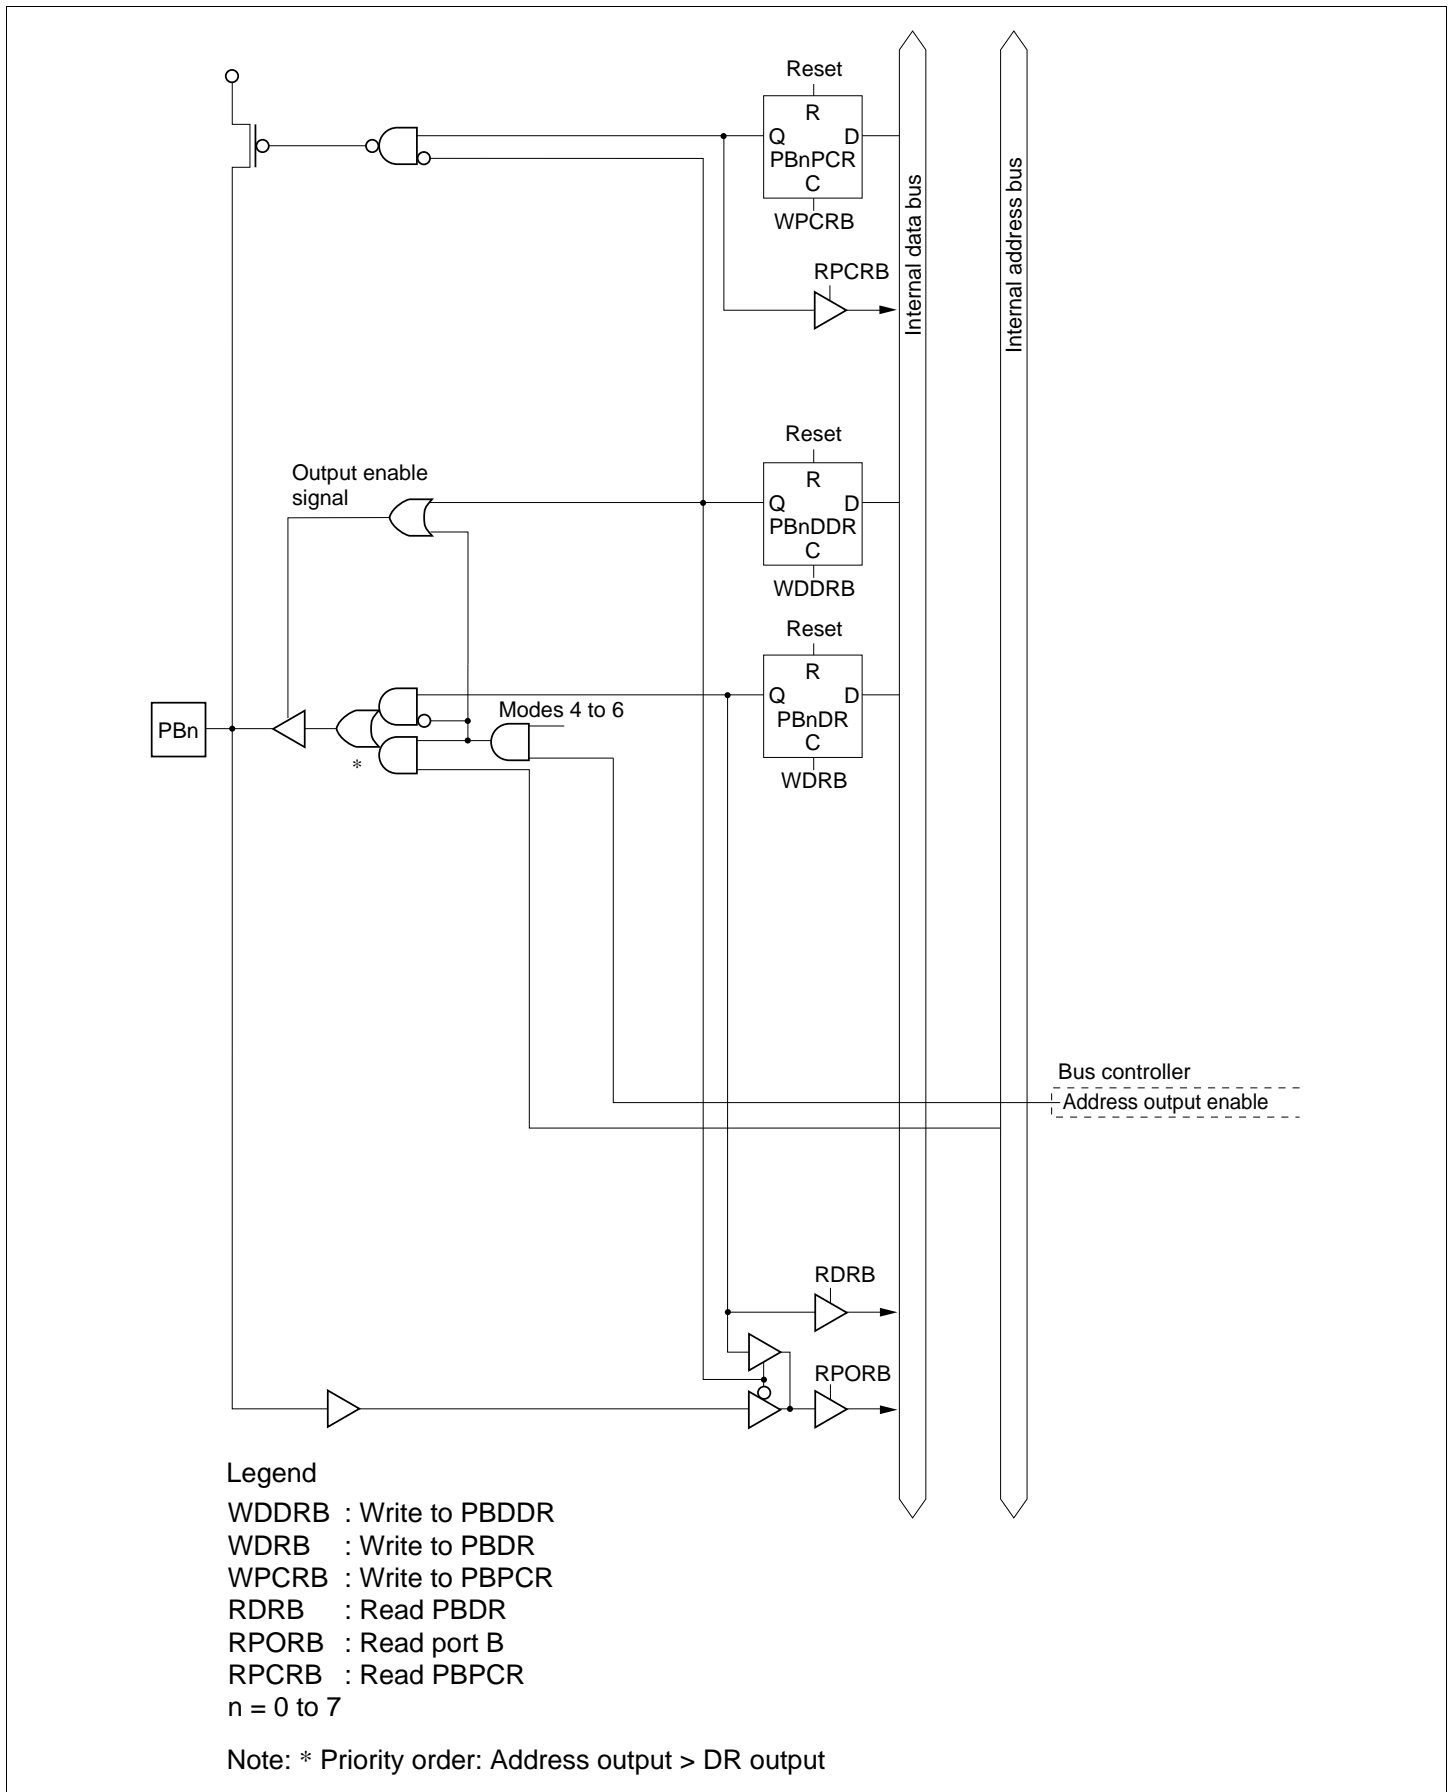 Reset
R
Q D
PBnPCR
C
WPCRB
RPCRB
Internal data bus
Internal address bus
Reset
R
Q D
PBnDDR
C
WDDRB
Output enable
signal
Reset
R
Q D
PBnDR
C
WDRB
Modes 4 to 6
PBn
*
Bus controller
Address output enable
RDRB
RPORB
Legend
WDDRB : Write to PBDDR
WDRB : Write to PBDR
WPCRB : Write to PBPCR
RDRB : Read PBDR
RPORB : Read port B
RPCRB : Read PBPCR
n = 0 to 7
Note: * Priority order: Address output > DR output